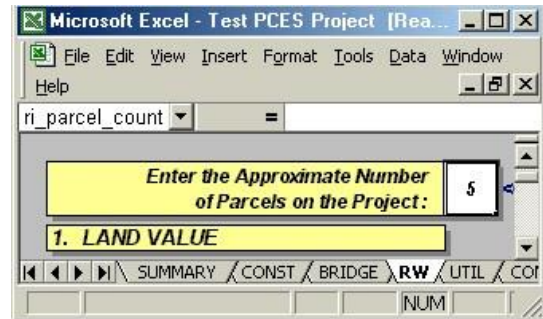 Microsoft Excel - Test PCES Project [Rea...
File Edit View Insert Format Tools Data Window
Help
ri_parcel_count =
Enter the Approximate Number
of Parcels on the Project: 5
1. LAND VALUE
SUMMARY CONST BRIDGE RW UTIL COI
NUM